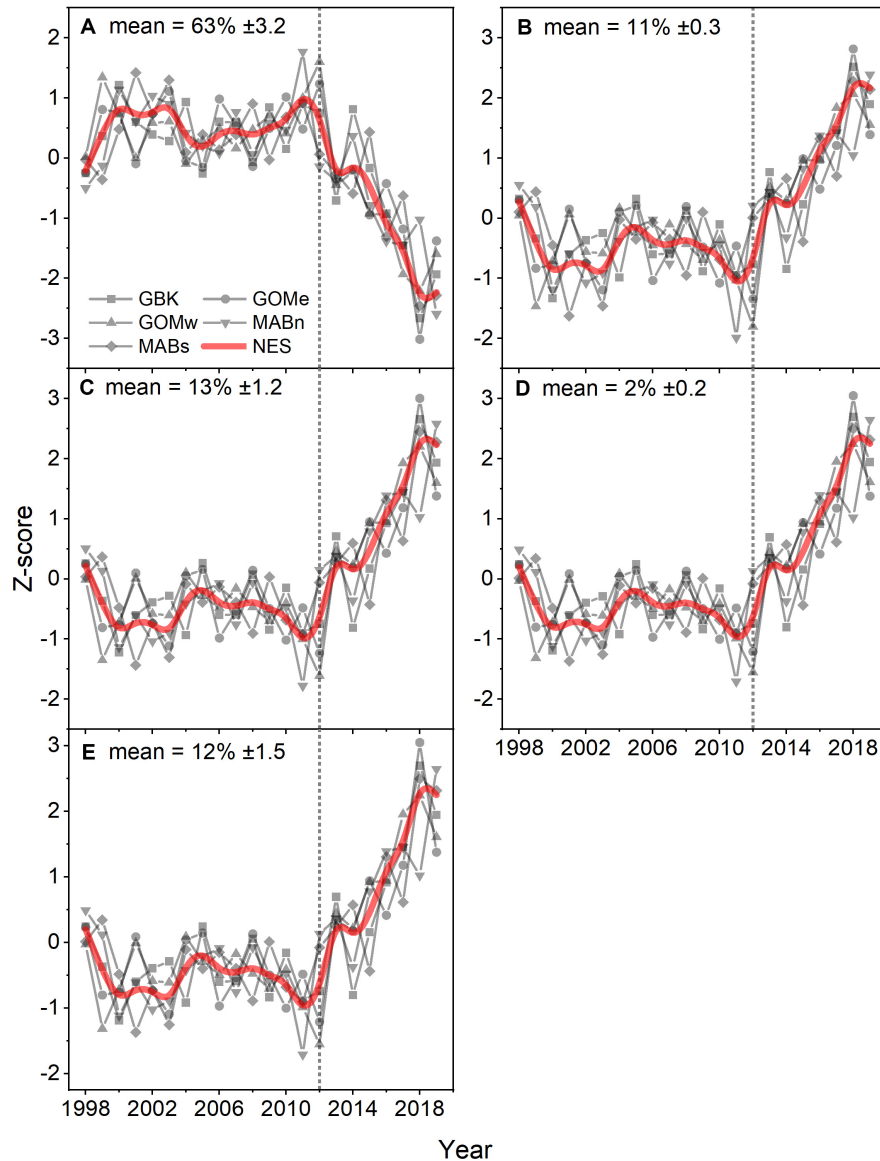 A mean = 63% ±3.2
2
1
0
-1
-2
-3
GBK GOMe
GOMw MABn
MABs NES
B mean = 11% ±0.3
3
2
1
0
-1
-2
C mean = 13% ±1.2
3
2
1
0
-1
-2
Z-score
D mean = 2% ±0.2
3
2
1
0
-1
-2
1998 2002 2006 2010 2014 2018
E mean = 12% ±1.5
3
2
1
0
-1
-2
1998 2002 2006 2010 2014 2018
Year